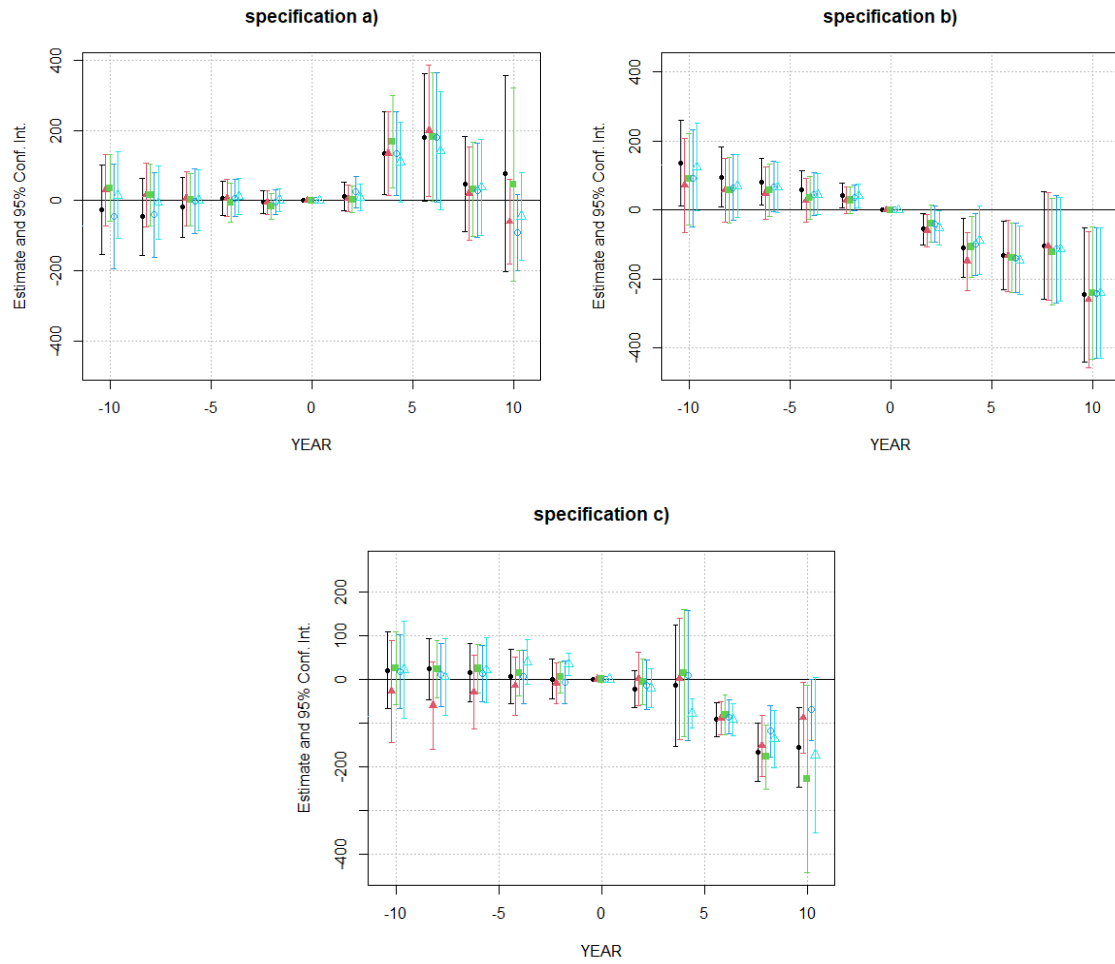 specification a)
Estimate and 95% Conf. Int.
400
200
0
-200
-400
-10 -5 0 5 10
YEAR
specification b)
Estimate and 95% Conf. Int.
400
200
0
-200
-400
-10 -5 0 5 10
YEAR
specification c)
Estimate and 95% Conf. Int.
200
100
0
-200
-400
-10 -5 0 5 10
YEAR